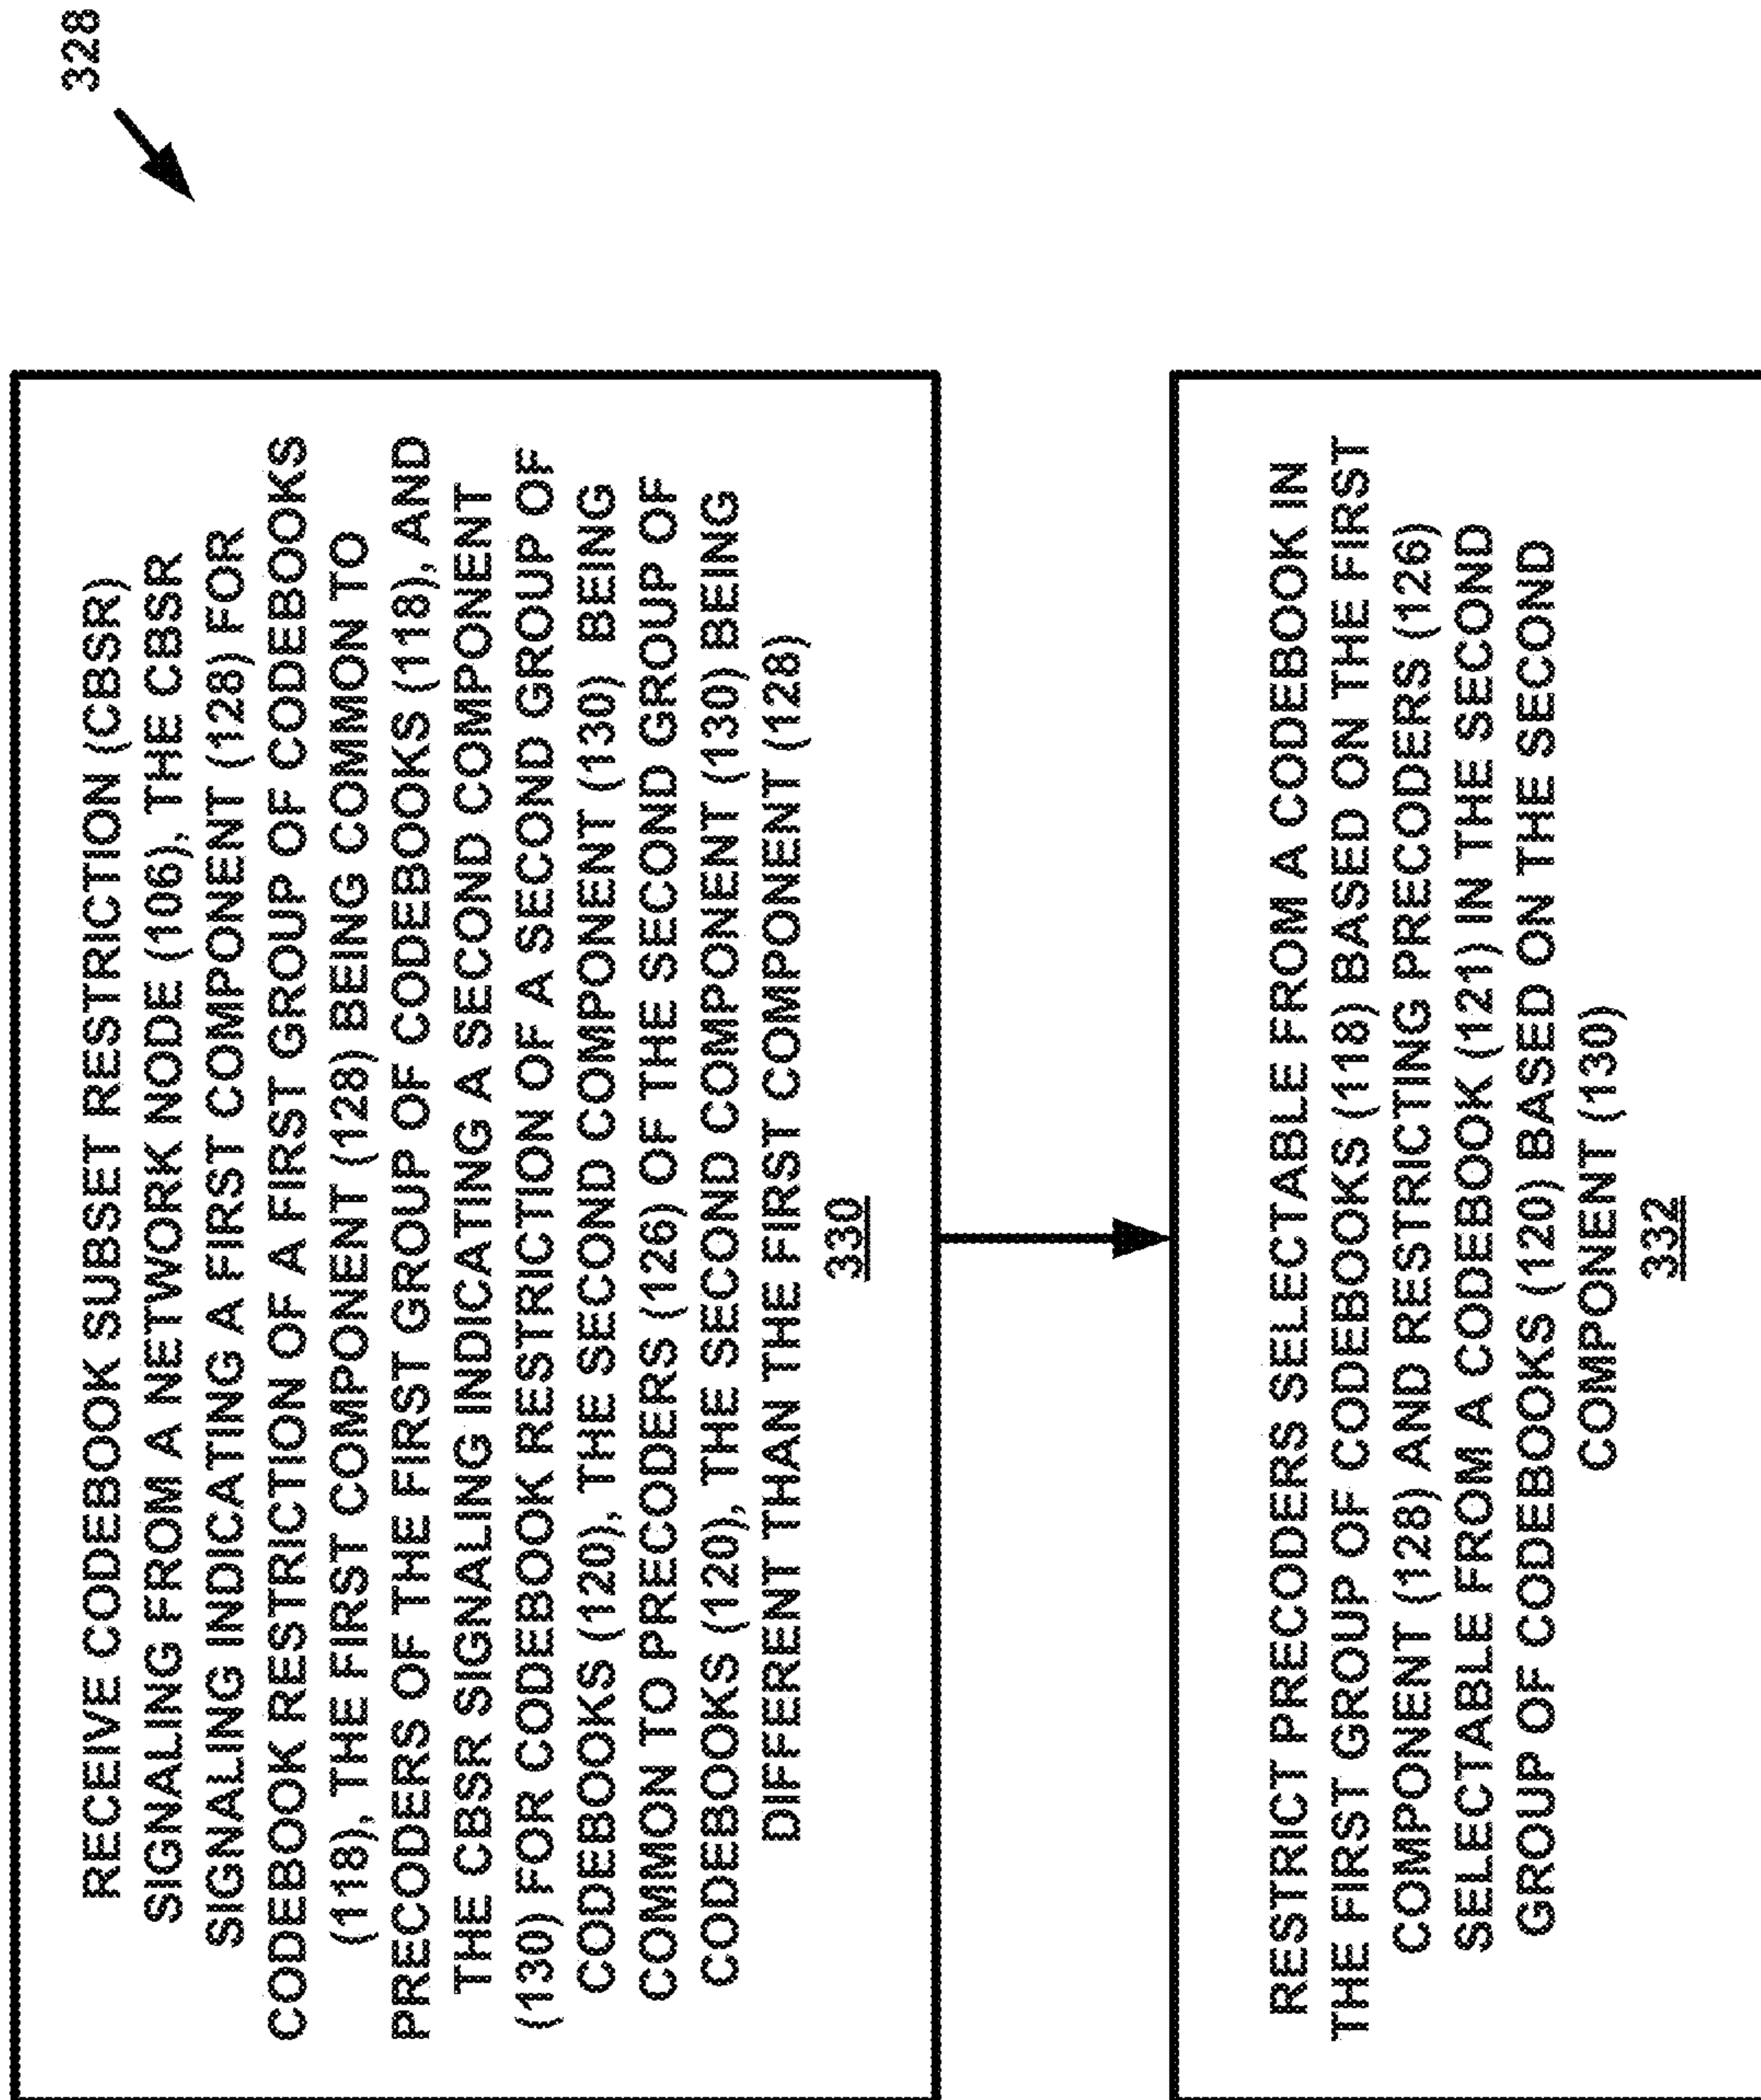 328
RECEIVE CODEBOOK SUBSET RESTRICTION (CBSR)
SIGNALING FROM A NETWORK NODE (106), THE CBSR
SIGNALING INDICATING A FIRST COMPONENT (128) FOR
CODEBOOK RESTRICTION OF A FIRST GROUP OF CODEBOOKS
(118), THE FIRST COMPONENT (128) BEING COMMON TO
PRECODERS OF THE FIRST GROUP OF CODEBOOKS (118), AND
THE CBSR SIGNALING INDICATING A SECOND COMPONENT
(130) FOR CODEBOOK RESTRICTION OF A SECOND GROUP OF
CODEBOOKS (120), THE SECOND COMPONENT (130) BEING
COMMON TO PRECODERS (126) OF THE SECOND GROUP OF
CODEBOOKS (120), THE SECOND COMPONENT (130) BEING
DIFFERENT THAN THE FIRST COMPONENT (128)
330
RESTRICT PRECODERS SELECTABLE FROM A CODEBOOK IN
THE FIRST GROUP OF CODEBOOKS (118) BASED ON THE FIRST
COMPONENT (128) AND RESTRICTING PRECODERS (126)
SELECTABLE FROM A CODEBOOK (121) IN THE SECOND
GROUP OF CODEBOOKS (120) BASED ON THE SECOND
COMPONENT (130)
332